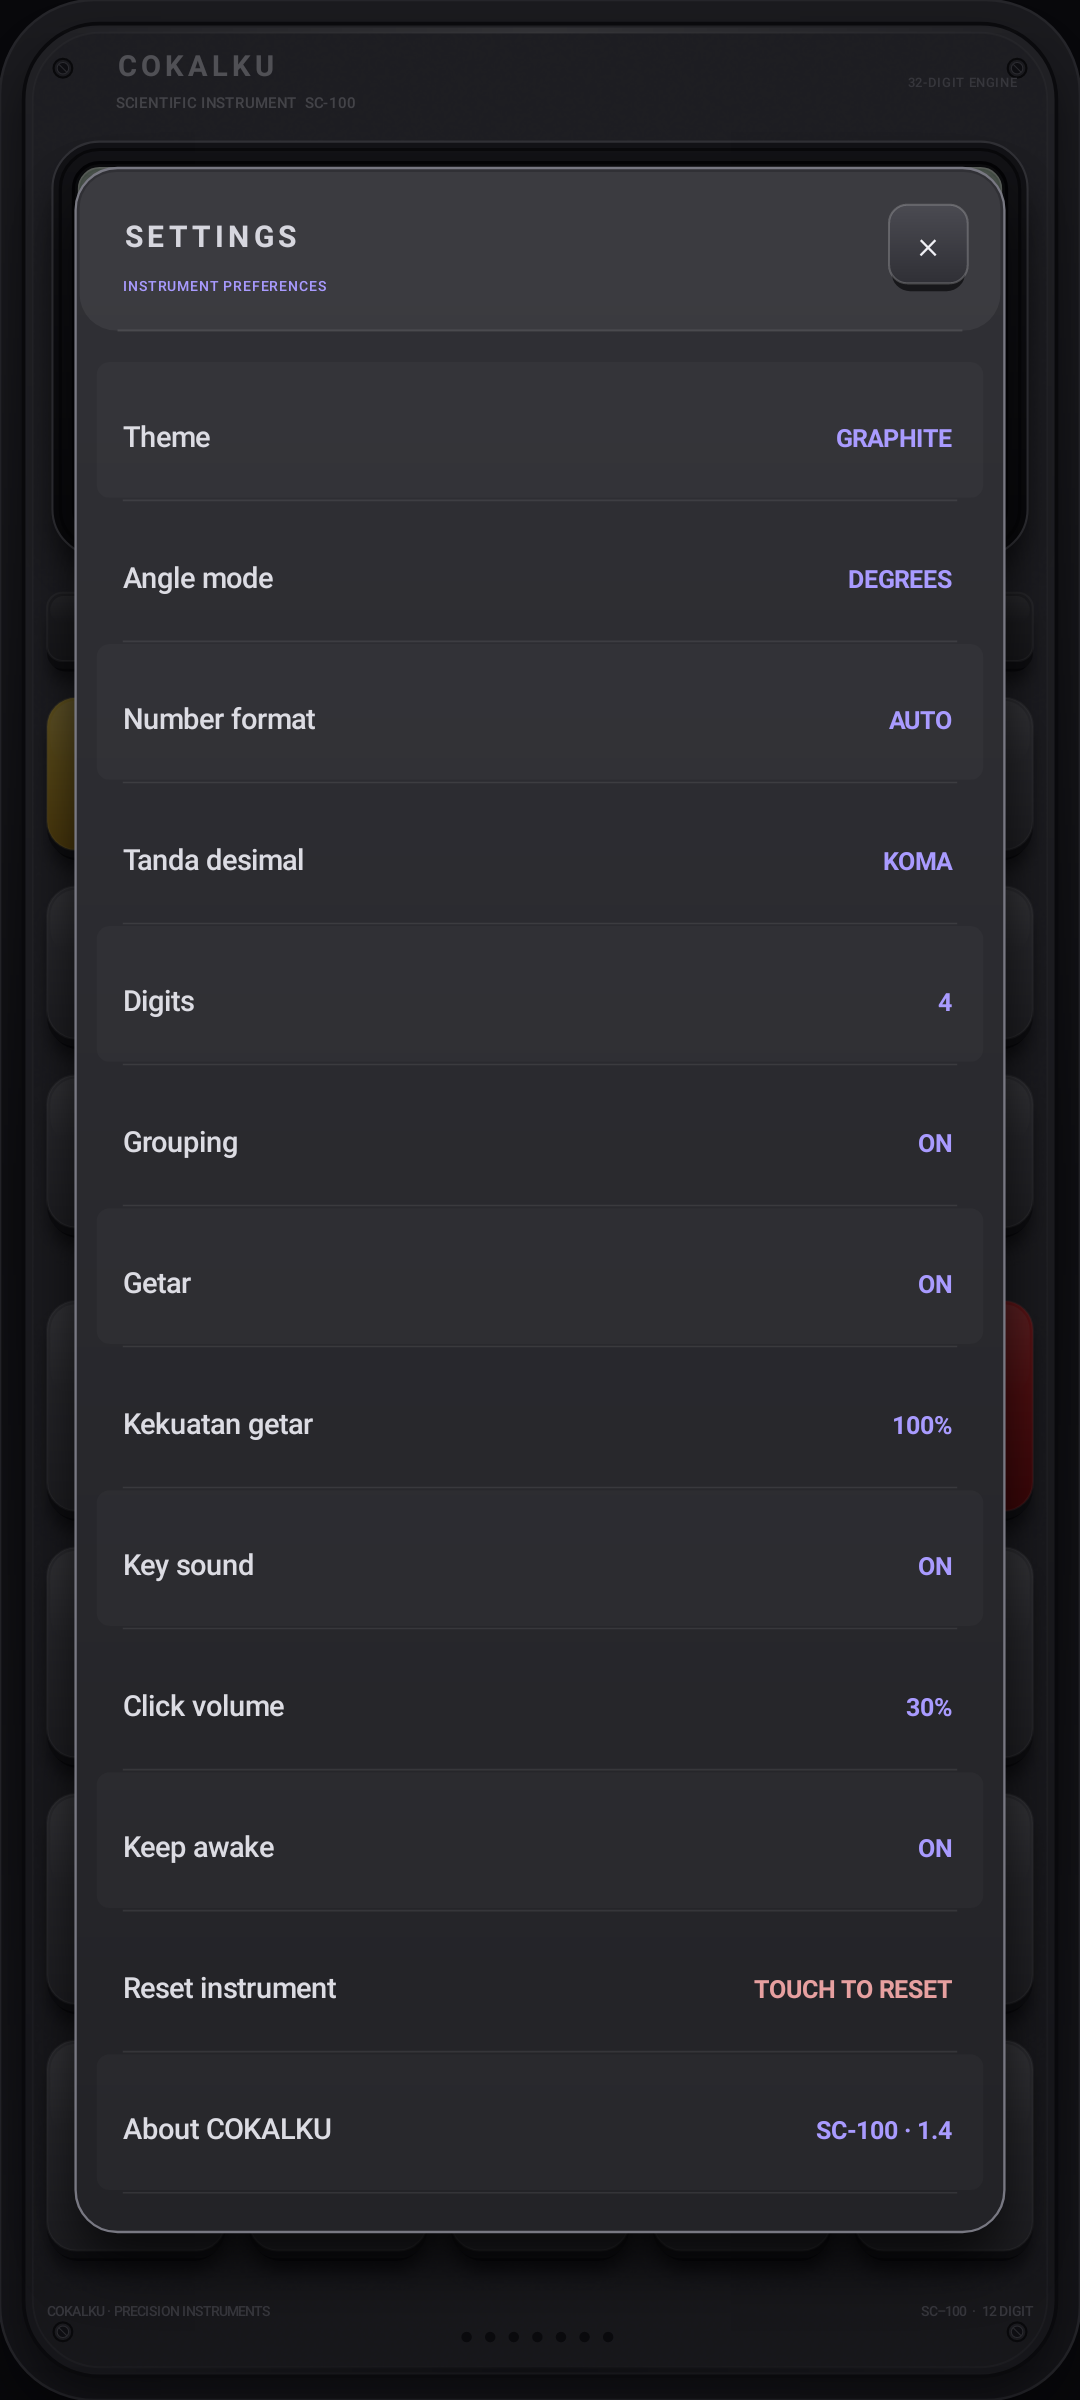 COKALKU
SCIENTIFIC INSTRUMENT SC-100
32-DIGIT ENGINE
SETTINGS
×
INSTRUMENT PREFERENCES
Theme GRAPHITE
Angle mode DEGREES
Number format AUTO
Tanda desimal KOMA
Digits 4
Grouping ON
Getar ON
Kekuatan getar 100%
Key sound ON
Click volume 30%
Keep awake ON
Reset instrument TOUCH TO RESET
About COKALKU SC-100 · 1.4
COKALKU · PRECISION INSTRUMENTS SC-100 · 12 DIGIT